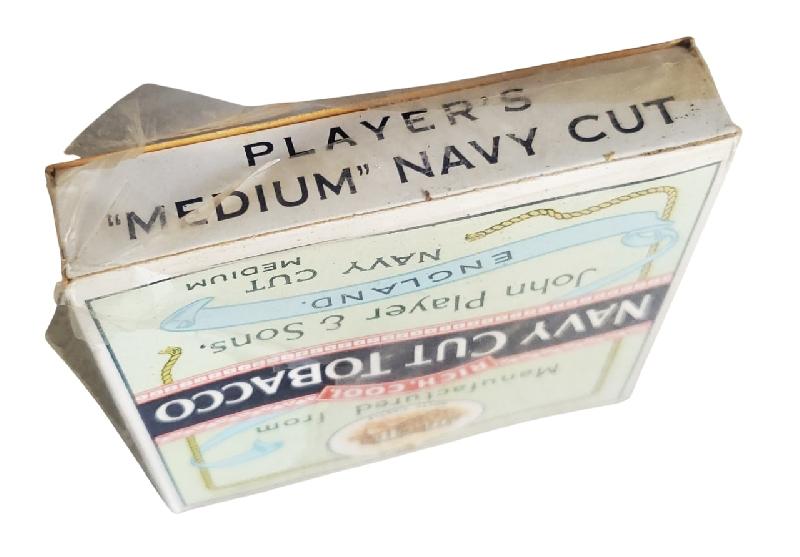 PLAYER'S
"MEDIUM" NAVY CUT
Manufactured from
RICH, COOL
NAVY CUT TOBACCO
John Player & Sons.
ENGLAND.
NAVY CUT
MEDIUM